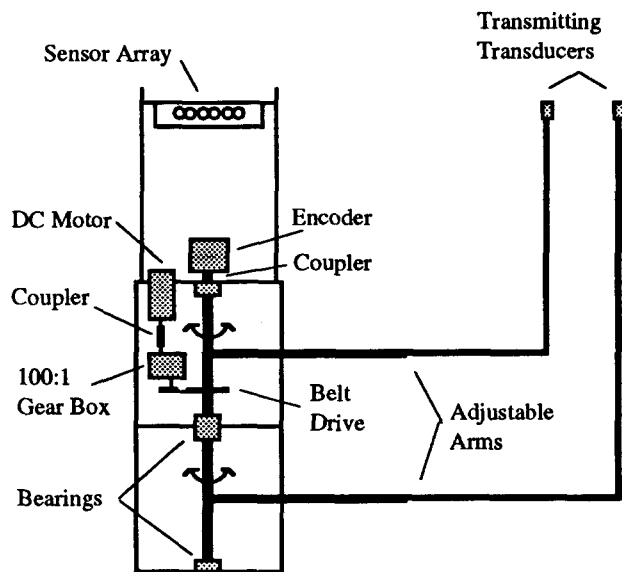 Transmitting
Transducers
Sensor Array
DC Motor
Encoder
Coupler
Coupler
100:1
Gear Box
Belt
Drive
Adjustable
Arms
Bearings